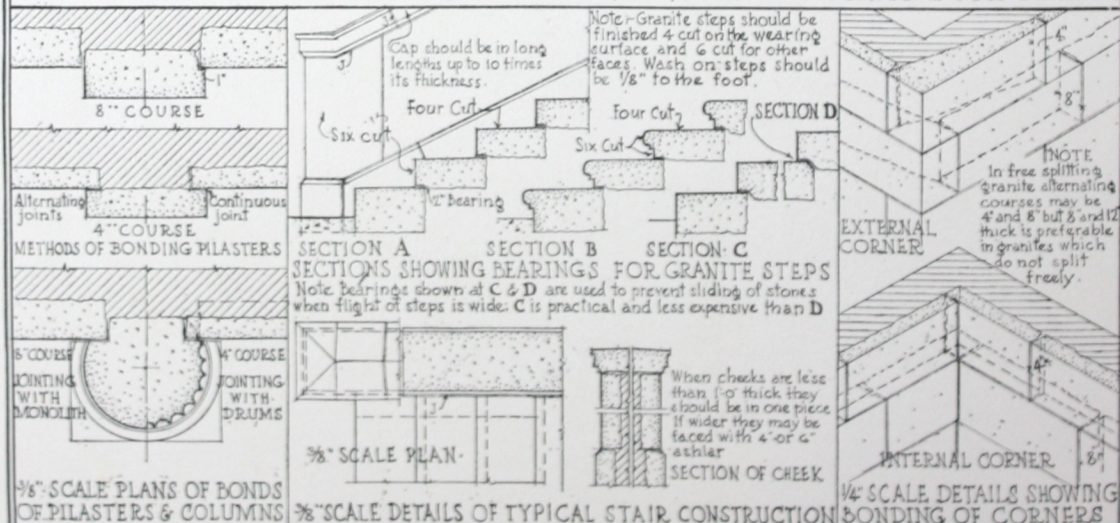 1"
8" COURSE
Alternating
joints
Continuous
joint
4" COURSE
METHODS OF BONDING PILASTERS
8" COURSE
JOINTING
WITH
MONOLITH
4" COURSE
JOINTING
WITH
DRUMS
3/8" SCALE PLANS OF BONDS
OF PILASTERS & COLUMNS
J
J
Cap should be in long
lengths up to 10 times
its thickness.
Note:- Granite steps should be
finished 4 cut on the wearing
surface and 6 cut for other
faces. Wash on steps should
be 1/8" to the foot.
Four Cut
Six Cut
Four Cut
Six Cut
SECTION D
2" Bearing
SECTION A
SECTION B
SECTION C
SECTIONS SHOWING BEARINGS FOR GRANITE STEPS
Note Bearings shown at C & D are used to prevent sliding of stones
when flight of steps is wide. C is practical and less expensive than D
J
3/8" SCALE PLAN
When cheeks are less
than 1'-0" thick they
should be in one piece
If wider they may be
faced with 4" or 6"
ashlar
SECTION OF CHEEK
3/8" SCALE DETAILS OF TYPICAL STAIR CONSTRUCTION
4"
8"
NOTE
In free splitting
granite alternating
courses may be
4" and 8" but 8" and 12"
thick is preferable
in granites which
do not split
freely.
EXTERNAL
CORNER
4"
8"
INTERNAL CORNER
1/4" SCALE DETAILS SHOWING
BONDING OF CORNERS